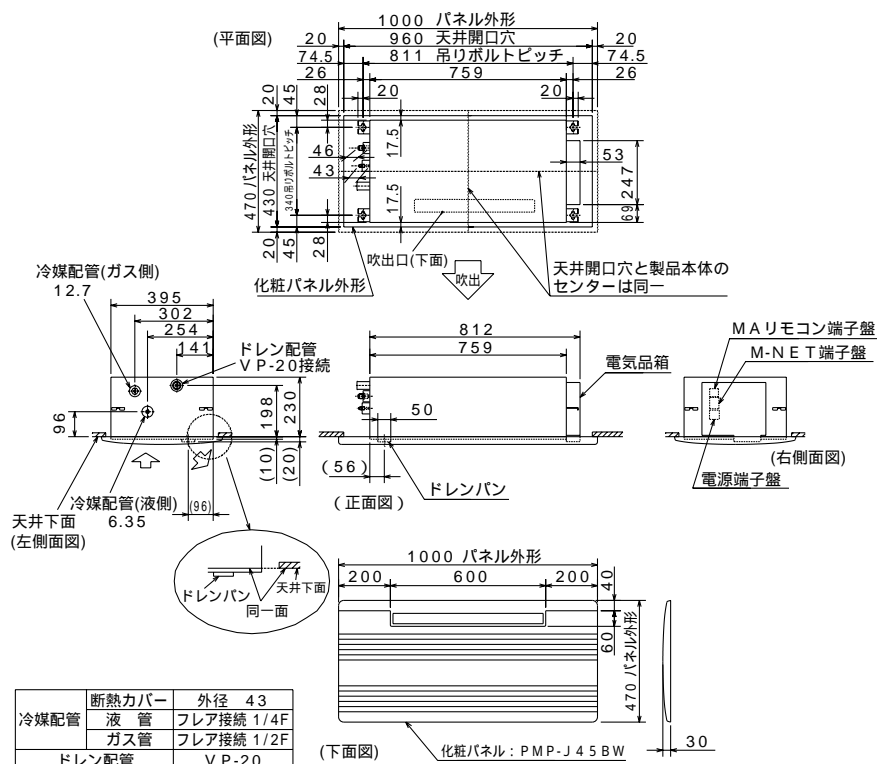 1000 パネル外形
(平面図)
20 960 天井開口穴 20
74.5 811 吊りボルトピッチ 74.5
26 759 26
20 20
20
45
28
470 パネル外形
430 天井開口穴
340吊りボルトピッチ
46
43
17.5
17.5
53
247
69
20
45
28
吹出口(下面)
吹出
化粧パネル外形
天井開口穴と製品本体の
センターは同一
冷媒配管(ガス側)
12.7
395
302
254
141
ドレン配管
VP-20接続
96
198
230
(10)
(20)
(96)
冷媒配管(液側)
6.35
天井下面
(左側面図)
812
759
電気品箱
50
(56)
ドレンパン
(正面図)
MAリモコン端子盤
M-NET端子盤
(右側面図)
電源端子盤
ドレンパン
天井下面
同一面
1000 パネル外形
200 600 200
40
60
470 パネル外形
30
(下面図)
化粧パネル：PMP-J45BW
冷媒配管 断熱カバー 外径 43
液 管 フレア接続 1/4F
ガス管 フレア接続 1/2F
ドレン配管 VP-20